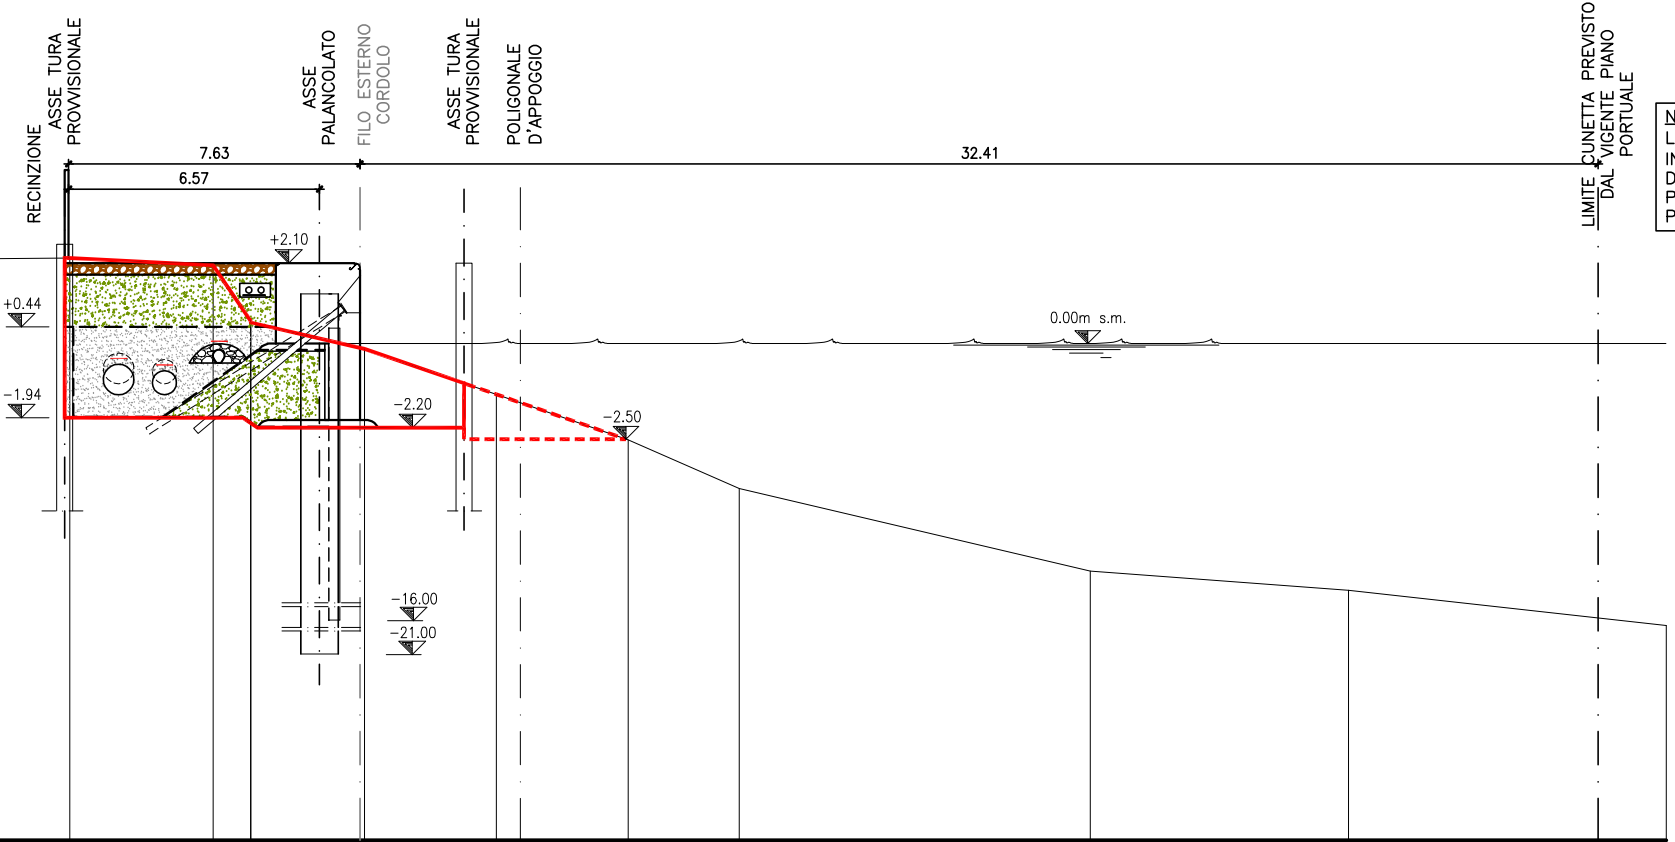 RECINZIONE
ASSE TURA
PROVVISIONALE
ASSE
PALANCOLATO
FILO ESTERNO
CORDOLO
ASSE TURA
PROVVISIONALE
POLIGONALE
D'APPOGGIO
LIMITE CUNETTA PREVISTO
DAL VIGENTE PIANO
PORTUALE
7.63
32.41
6.57
+2.10
+0.44
0.00m s.m.
-1.94
-2.20
-2.50
-16.00
-21.00